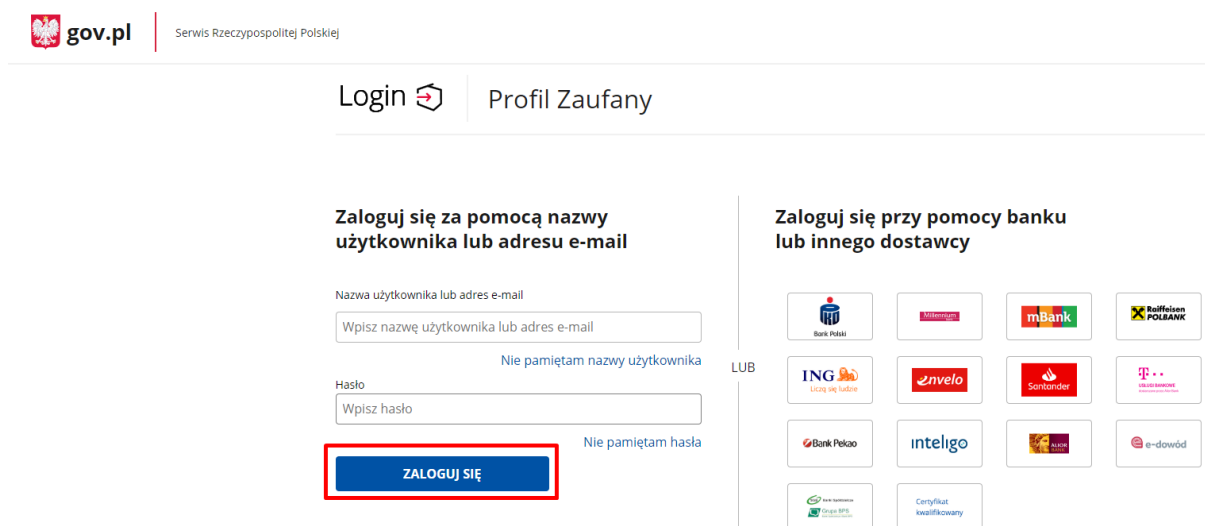 gov.pl
Serwis Rzeczypospolitej Polskiej
Login
Profil Zaufany
Zaloguj się za pomocą nazwy
użytkownika lub adresu e-mail
Nazwa użytkownika lub adres e-mail
Wpisz nazwę użytkownika lub adres e-mail
Nie pamiętam nazwy użytkownika
Hasło
Wpisz hasło
Nie pamiętam hasła
ZALOGUJ SIĘ
LUB
Zaloguj się przy pomocy banku
lub innego dostawcy
Bank Polski
Millennium
mBank
Raiffeisen
POLBANK
ING
Liczą się ludzie
envelo
Santander
T
USŁUGI BANKOWE
Bank Pekao
inteligo
ALIOR
BANK
e-dowód
Grupa BPS
Certyfikat
kwalifikowany